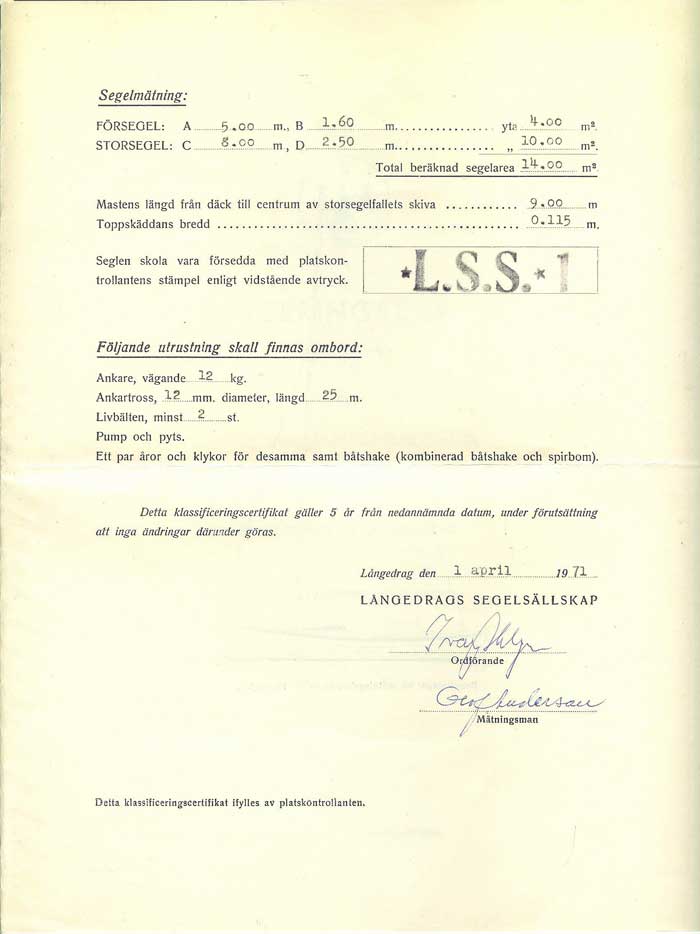 Segelmätning:
FÖRSEGEL: A 5.00 m., B 1.60 m. yta 4.00 m².
STORSEGEL: C 8.00 m, D 2.50 m. „ 10.00 m².
Total beräknad segelarea 14.00 m².
Mastens längd från däck till centrum av storsegelfallets skiva ............ 9.00 m
Toppskäddans bredd .................................................. 0.115 m.
Seglen skola vara försedda med platskon-
trollantens stämpel enligt vidstående avtryck.
*L.S.S.* 1
Följande utrustning skall finnas ombord:
Ankare, vägande 12 kg.
Ankartross, 12 mm. diameter, längd 25 m.
Livbälten, minst 2 st.
Pump och pyts.
Ett par åror och klykor för desamma samt båtshake (kombinerad båtshake och spirbom).
Detta klassificeringscertifikat gäller 5 år från nedannämnda datum, under förutsättning
att inga ändringar därunder göras.
Långedrag den 1 april 1971
LÅNGEDRAGS SEGELSÄLLSKAP
Ordförande
Anderson
Mätningsman
Detta klassificeringscertifikat ifylles av platskontrollanten.